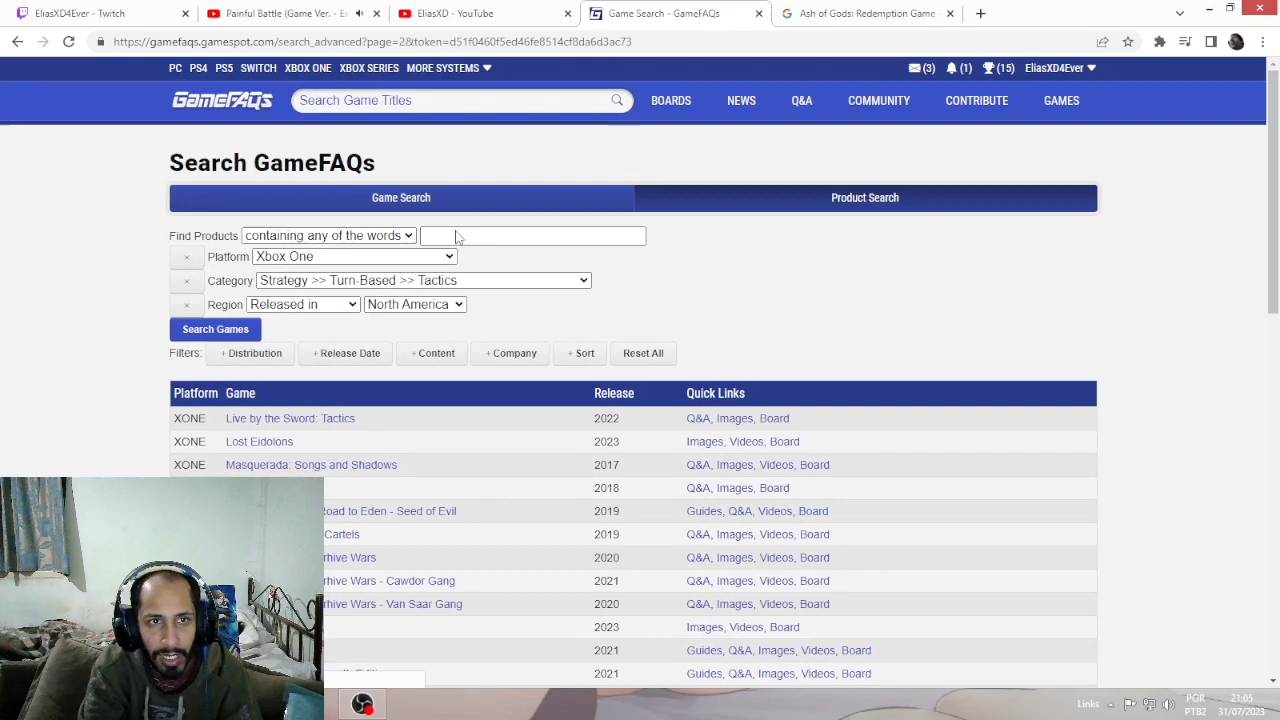 EliasXD4Ever - Twitch
Painful Battle (Game Ver. - E
EliasXD - YouTube
Game Search - GameFAQs
Ash of Gods: Redemption Game
https://gamefaqs.gamespot.com/search_advanced?page=2&token=d51f0460f5ed46fe8514cf8da6d3ac73
PC PS4 PS5 SWITCH XBOX ONE XBOX SERIES MORE SYSTEMS
(3) (1) (15) EliasXD4Ever
GameFAQs
Search Game Titles
BOARDS NEWS Q&A COMMUNITY CONTRIBUTE GAMES
Search GameFAQs
Game Search
Product Search
Find Products containing any of the words
× Platform Xbox One
× Category Strategy >> Turn-Based >> Tactics
× Region Released in North America
Search Games
Filters: + Distribution + Release Date + Content + Company + Sort Reset All
Platform Game Release Quick Links
XONE Live by the Sword: Tactics 2022 Q&A, Images, Board
XONE Lost Eidolons 2023 Images, Videos, Board
XONE Masquerada: Songs and Shadows 2017 Q&A, Images, Videos, Board
2018 Q&A, Images, Board
oad to Eden - Seed of Evil 2019 Guides, Q&A, Videos, Board
Cartels 2019 Q&A, Images, Videos, Board
rhive Wars 2020 Q&A, Images, Videos, Board
rhive Wars - Cawdor Gang 2021 Q&A, Images, Videos, Board
rhive Wars - Van Saar Gang 2020 Q&A, Images, Videos, Board
2023 Images, Videos, Board
2021 Guides, Q&A, Images, Videos, Board
2021 Guides, Q&A, Images, Videos, Board
Links
POR
PTB2
21:05
31/07/2023